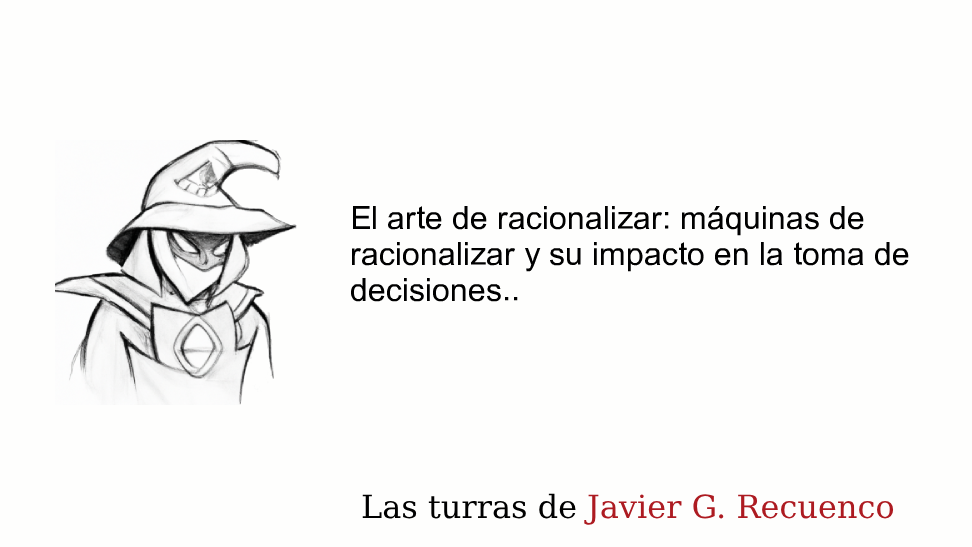 El arte de racionalizar: máquinas de
racionalizar y su impacto en la toma de
decisiones..
Las turras de Javier G. Recuenco